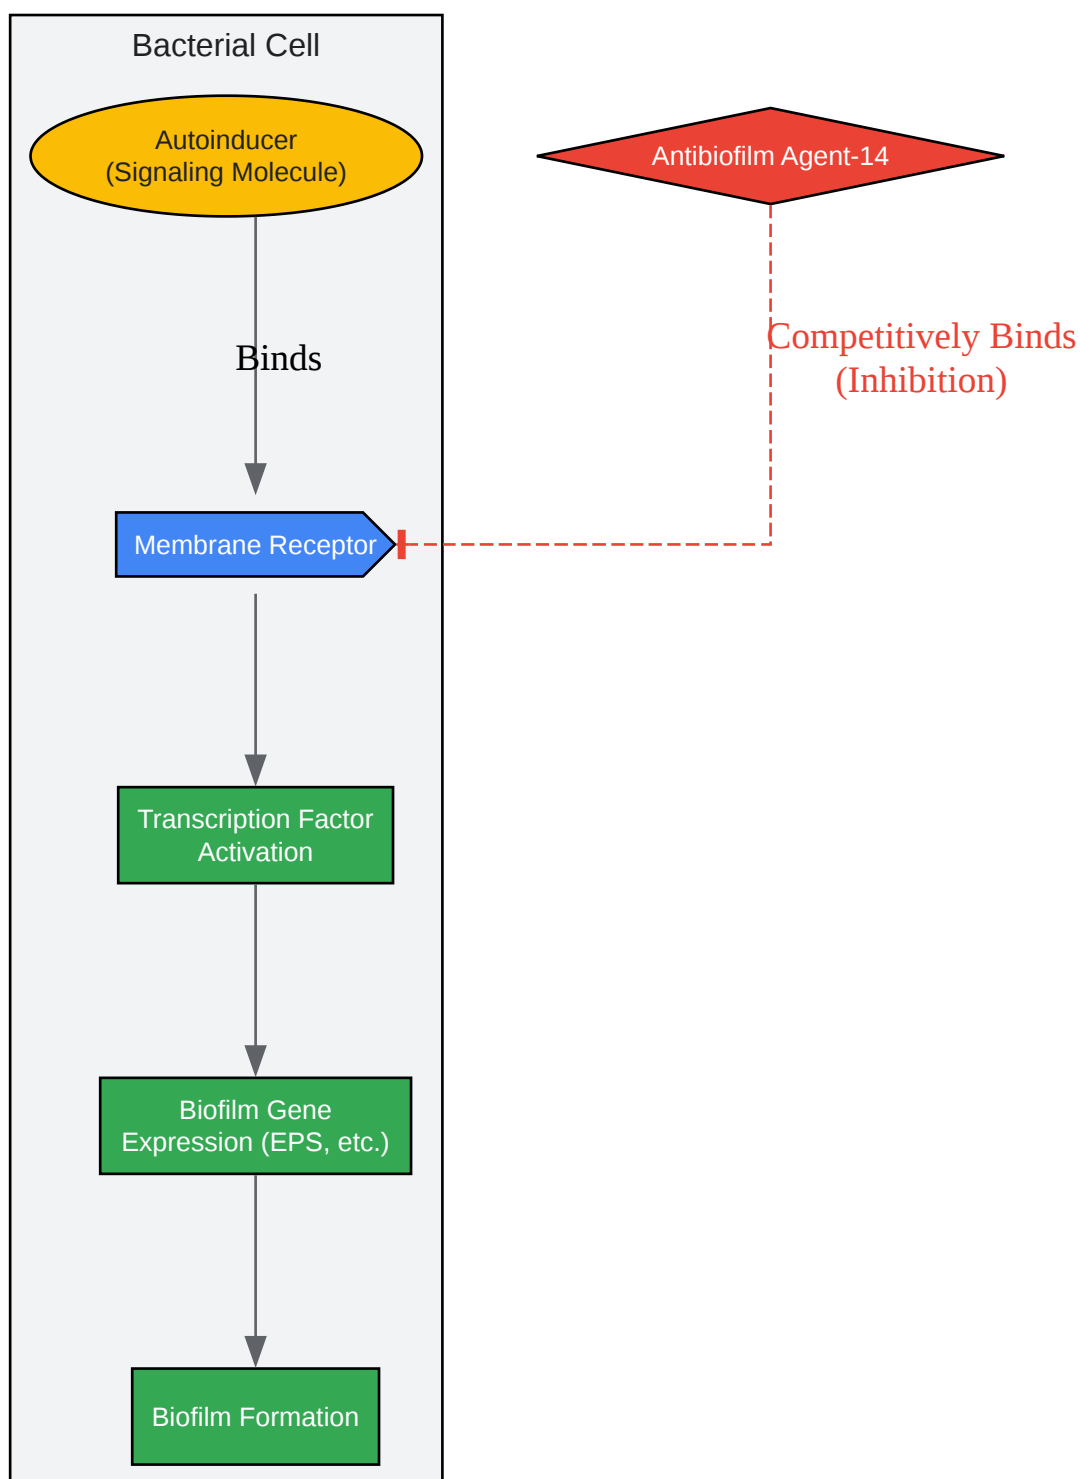 Bacterial Cell
Autoinducer
(Signaling Molecule)
Antibiofilm Agent-14
Binds
Competitively Binds
(Inhibition)
Membrane Receptor
Transcription Factor
Activation
Biofilm Gene
Expression (EPS, etc.)
Biofilm Formation